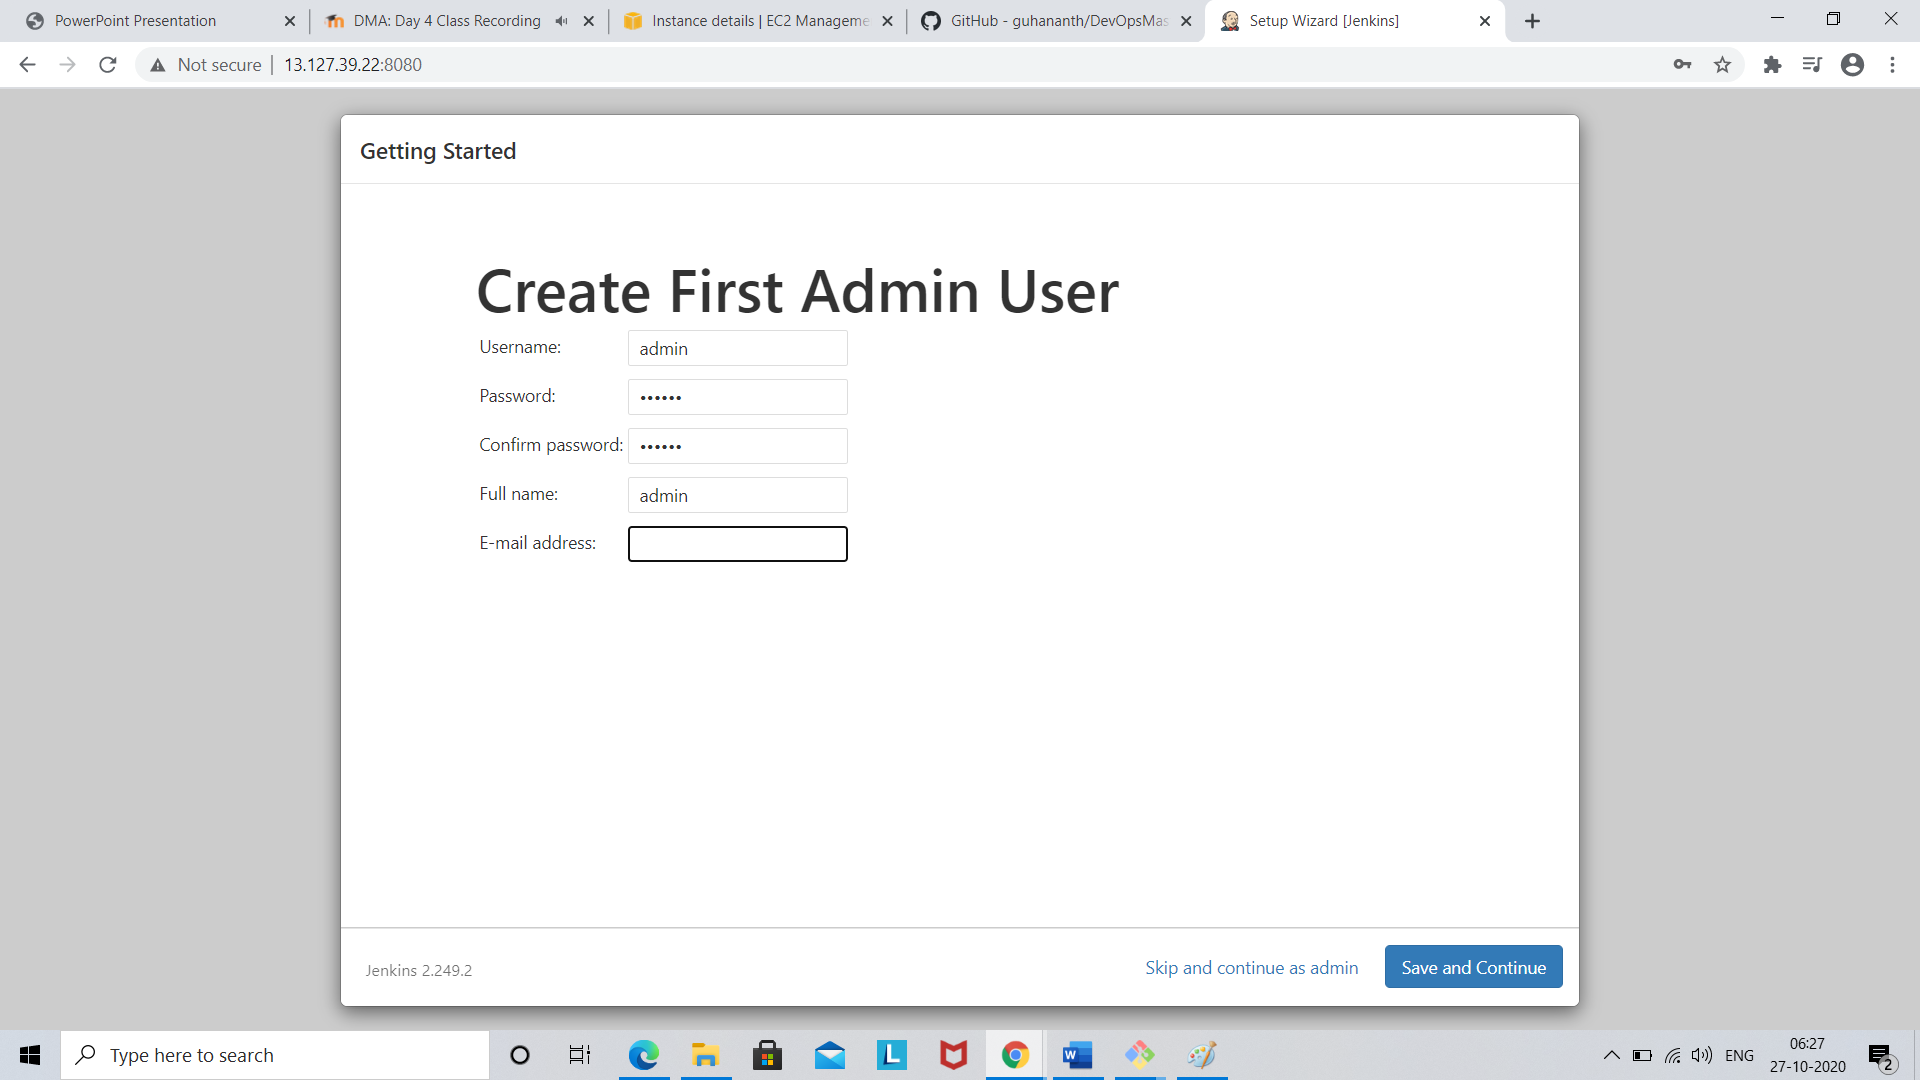 PowerPoint Presentation
DMA: Day 4 Class Recording
Instance details | EC2 Manageme
GitHub - guhananth/DevOpsMas
Setup Wizard [Jenkins]
Not secure
13.127.39.22:8080
Getting Started
Create First Admin User
Username: admin
Password: ••••••
Confirm password: ••••••
Full name: admin
E-mail address:
Jenkins 2.249.2
Skip and continue as admin
Save and Continue
Type here to search
L
W
ENG
06:27
27-10-2020
2